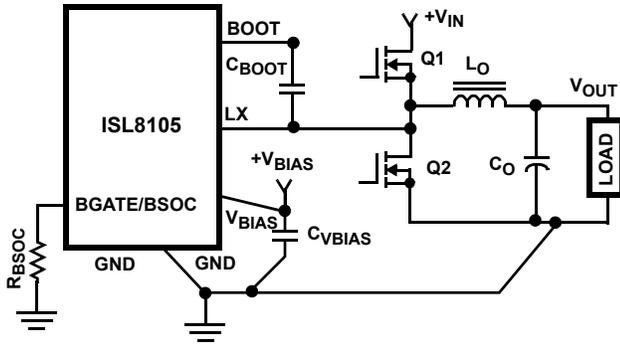 BOOT
+VIN
Q1
CBOOT
LO
VOUT
ISL8105
LX
LOAD
+VBIAS
Q2
CO
BGATE/BSOC
VBIAS
CVBIAS
RBSOC
GND
GND